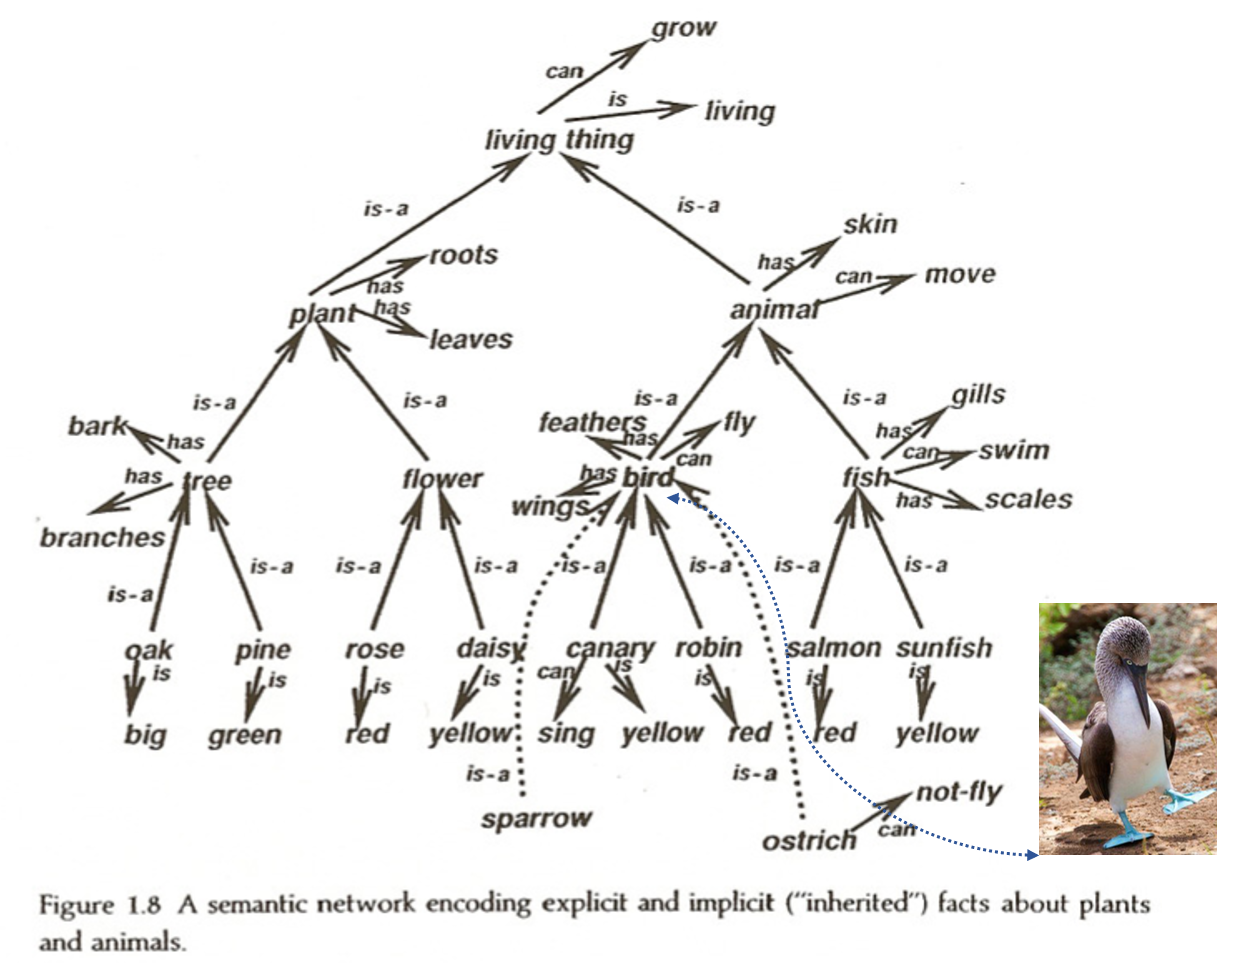 grow
can
is
living
living thing
is-a
is-a
skin
has
roots
has
can
move
has
plant
animal
leaves
is-a
is-a
is-a
is-a
gills
bark
has
feathers
has
fly
has
can
can
swim
has
tree
flower
has
bird
fish
has
scales
wings
branches
is-a
is-a
is-a
is-a
is-a
is-a
is-a
is-a
oak
pine
rose
daisy
canary
robin
salmon
sunfish
is
is
is
is
can
is
is
is
is
big
green
red
yellow
sing
yellow
red
red
yellow
is-a
is-a
not-fly
sparrow
can
ostrich
Figure 1.8 A semantic network encoding explicit and implicit ("inherited") facts about plants
and animals.